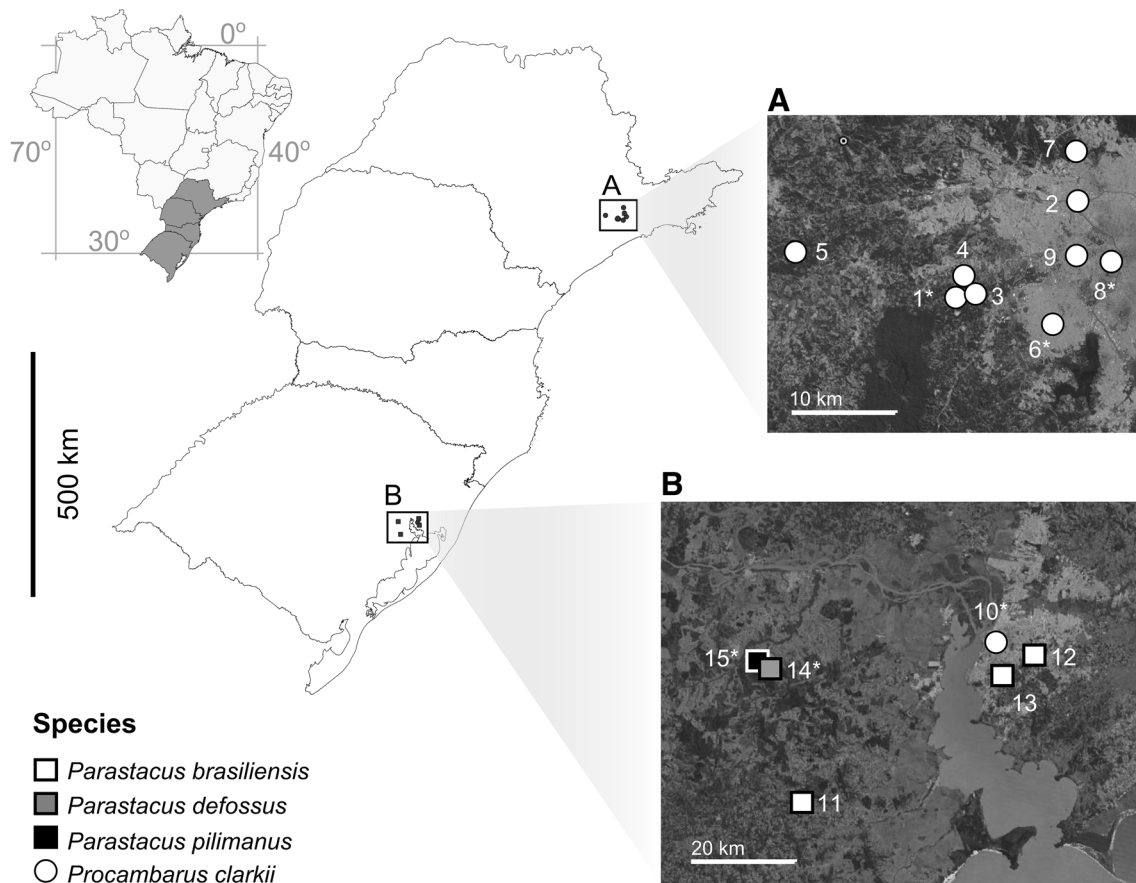 0º
70º
40º
30º
A
B
500 km
A
7
2
5
4
9
1*
3
8*
6*
10 km
B
10*
15*
14*
12
13
11
20 km
Species
Parastacus brasiliensis
Parastacus defossus
Parastacus pilimanus
Procambarus clarkii